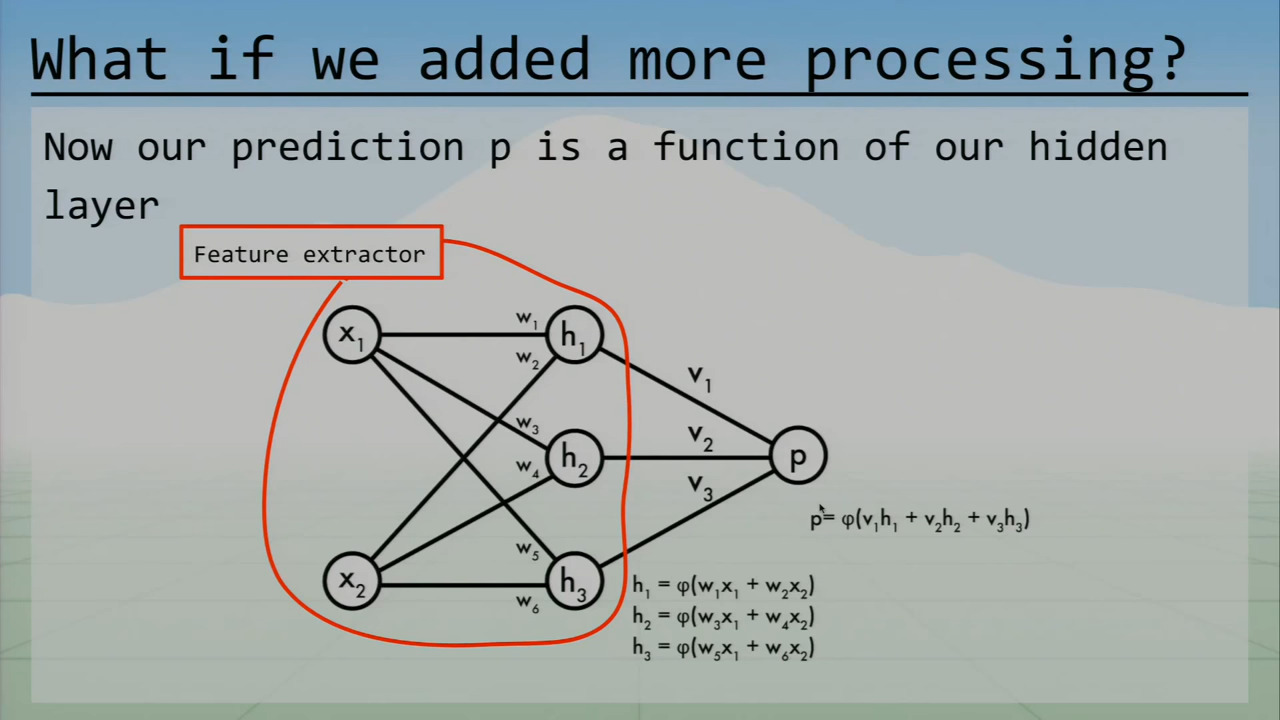 What if we added more processing?
Now our prediction p is a function of our hidden
layer
Feature extractor
x₁
w₁
h₁
w₂
v₁
w₃
v₂
h₂
p
w₄
v₃
p= φ(v₁h₁ + v₂h₂ + v₃h₃)
w₅
x₂
h₃
w₆
h₁ = φ(w₁x₁ + w₂x₂)
h₂ = φ(w₃x₁ + w₄x₂)
h₃ = φ(w₅x₁ + w₆x₂)